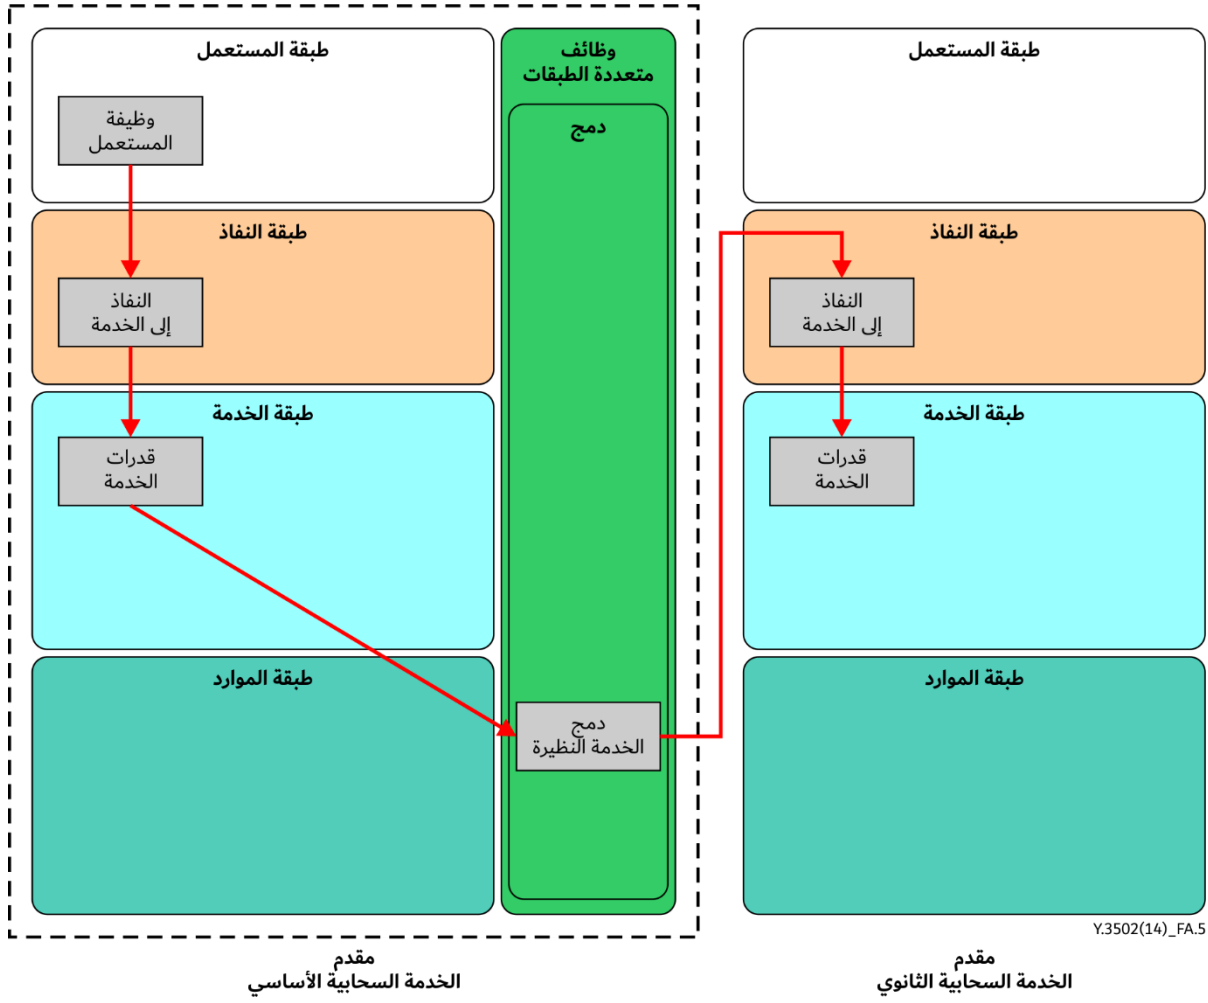 طبقة المستعمل
وظيفة
المستعمل
طبقة النفاذ
النفاذ
إلى الخدمة
طبقة الخدمة
قدرات
الخدمة
طبقة الموارد
وظائف
متعددة الطبقات
دمج
دمج
الخدمة النظيرة
طبقة المستعمل
طبقة النفاذ
النفاذ
إلى الخدمة
طبقة الخدمة
قدرات
الخدمة
طبقة الموارد
Y.3502(14)_FA.5
مقدم
الخدمة السحابية الأساسي
مقدم
الخدمة السحابية الثانوي